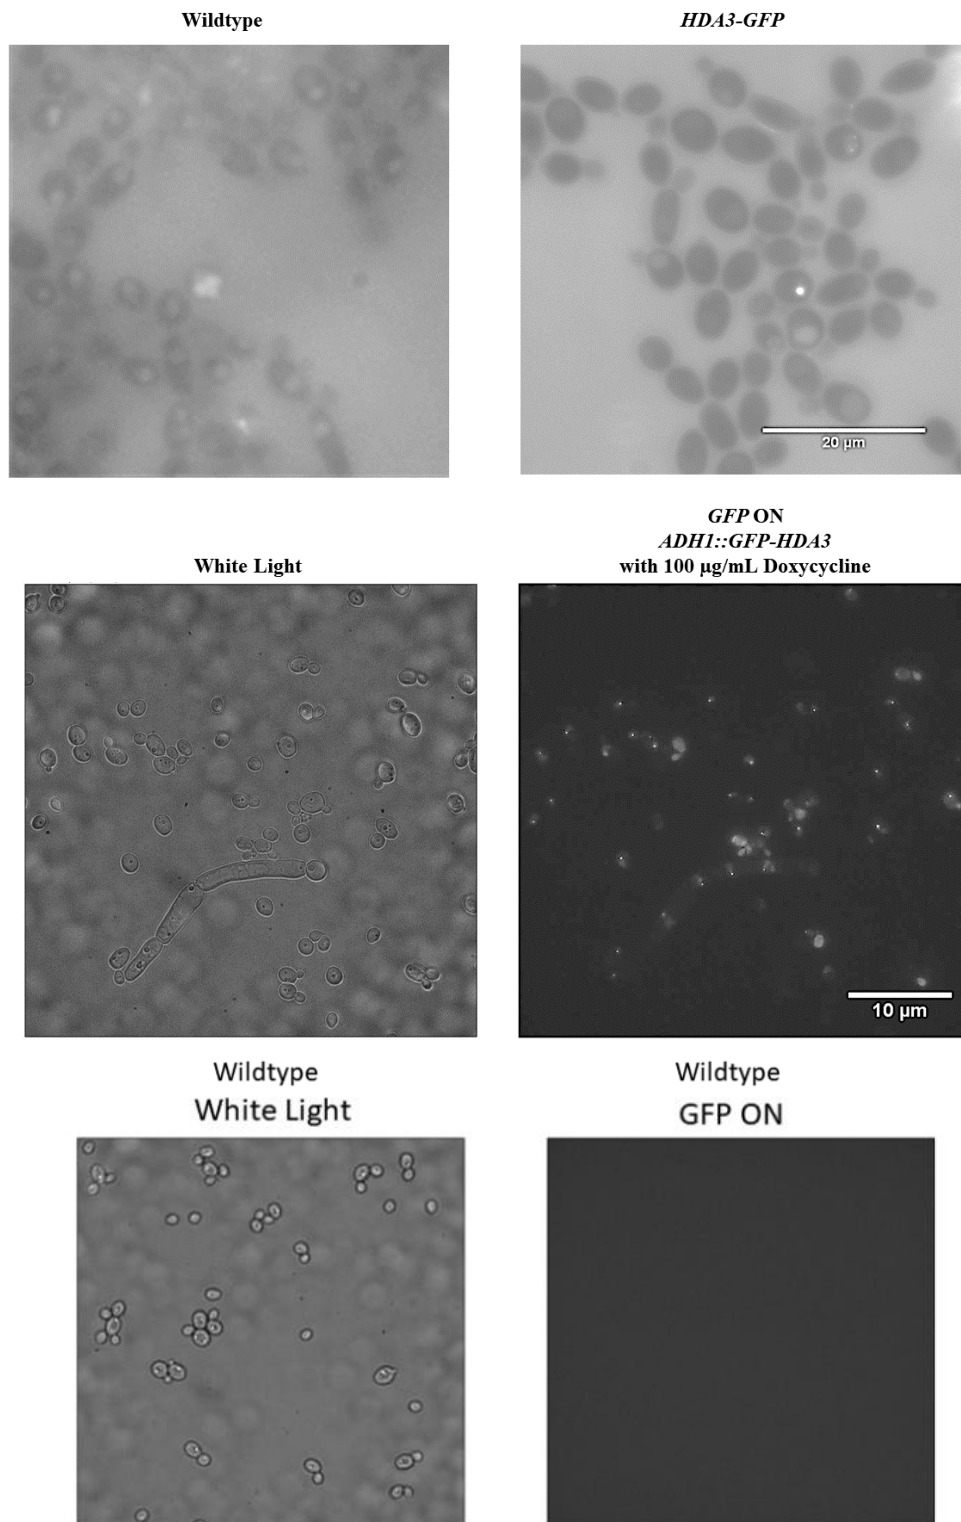 Wildtype
HDA3-GFP
20 µm
White Light
GFP ON
ADH1::GFP-HDA3
with 100 µg/mL Doxycycline
10 µm
Wildtype
White Light
Wildtype
GFP ON